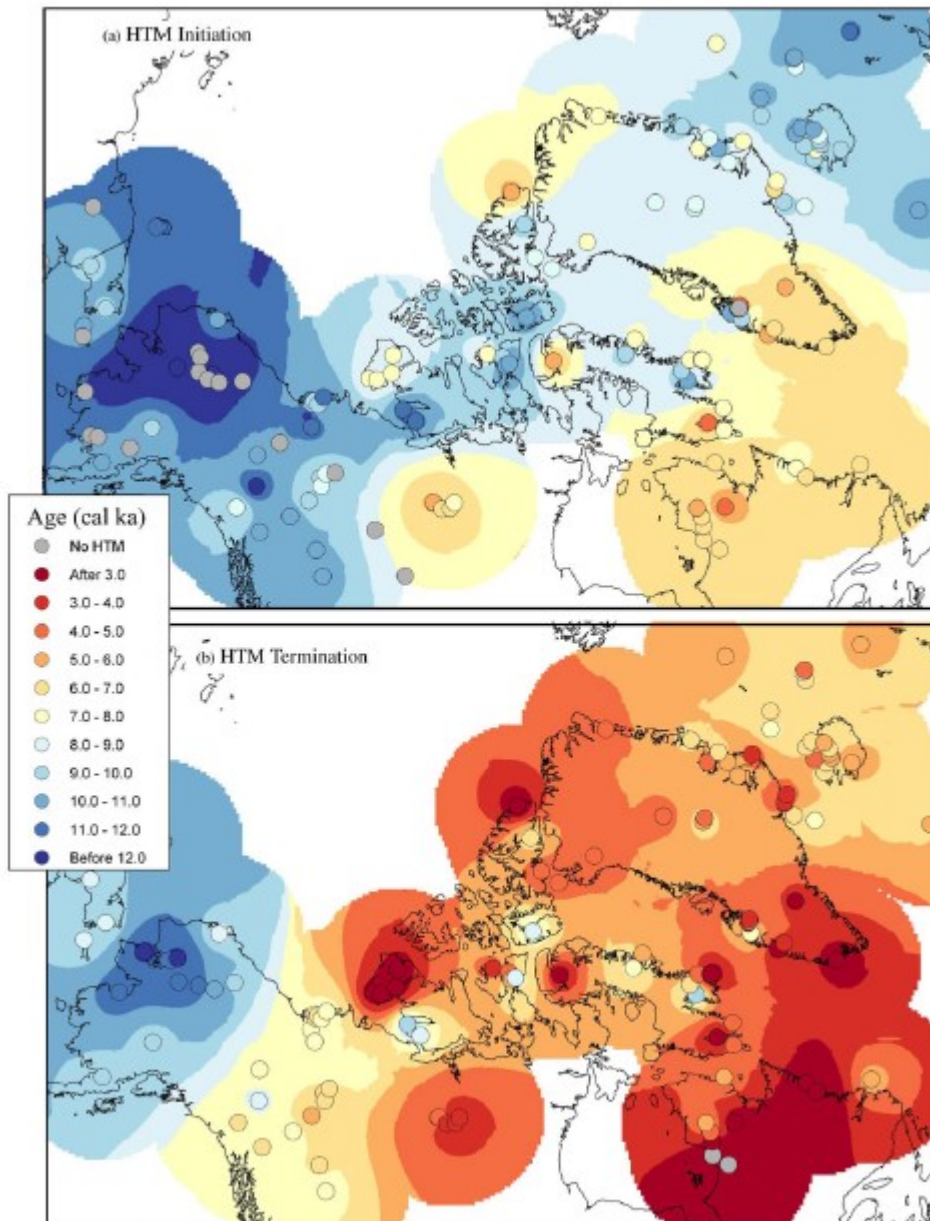 (a) HTM Initiation
Age (cal ka)
No HTM
After 3.0
3.0 - 4.0
4.0 - 5.0
5.0 - 6.0
6.0 - 7.0
7.0 - 8.0
8.0 - 9.0
9.0 - 10.0
10.0 - 11.0
11.0 - 12.0
Before 12.0
(b) HTM Termination